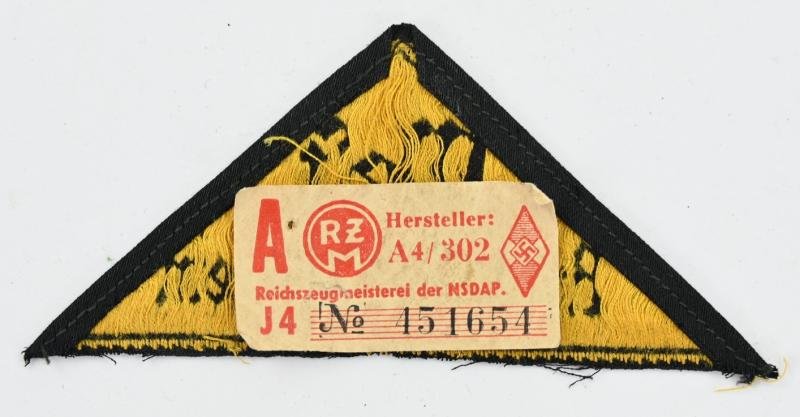 A RZM Hersteller:
A4/302
Reichszeugmeisterei der NSDAP.
J4 No 451654